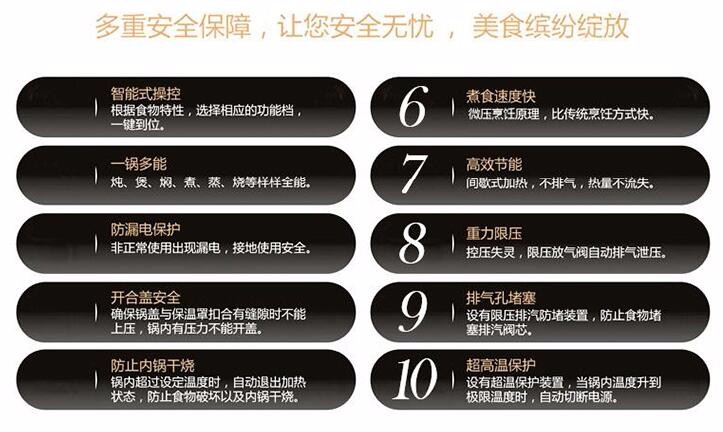 多重安全保障，让您安全无忧，美食缤纷绽放
智能式操控
根据食物特性，选择相应的功能档，
一键到位。
一锅多能
炖、煲、焖、煮、蒸、烧等样样全能。
防漏电保护
非正常使用出现漏电，接地使用安全。
开合盖安全
确保锅盖与保温罩扣合有缝隙时不能
上压，锅内有压力不能开盖。
防止内锅干烧
锅内超过设定温度时，自动退出加热
状态，防止食物破坏以及内锅干烧。
6
煮食速度快
微压烹饪原理，比传统烹饪方式快。
7
高效节能
间歇式加热，不排气，热量不流失。
8
重力限压
控压失灵，限压放气阀自动排气泄压。
9
排气孔堵塞
设有限压排汽防堵装置，防止食物堵
塞排汽阀芯。
10
超高温保护
设有超温保护装置，当锅内温度升到
极限温度时，自动切断电源。